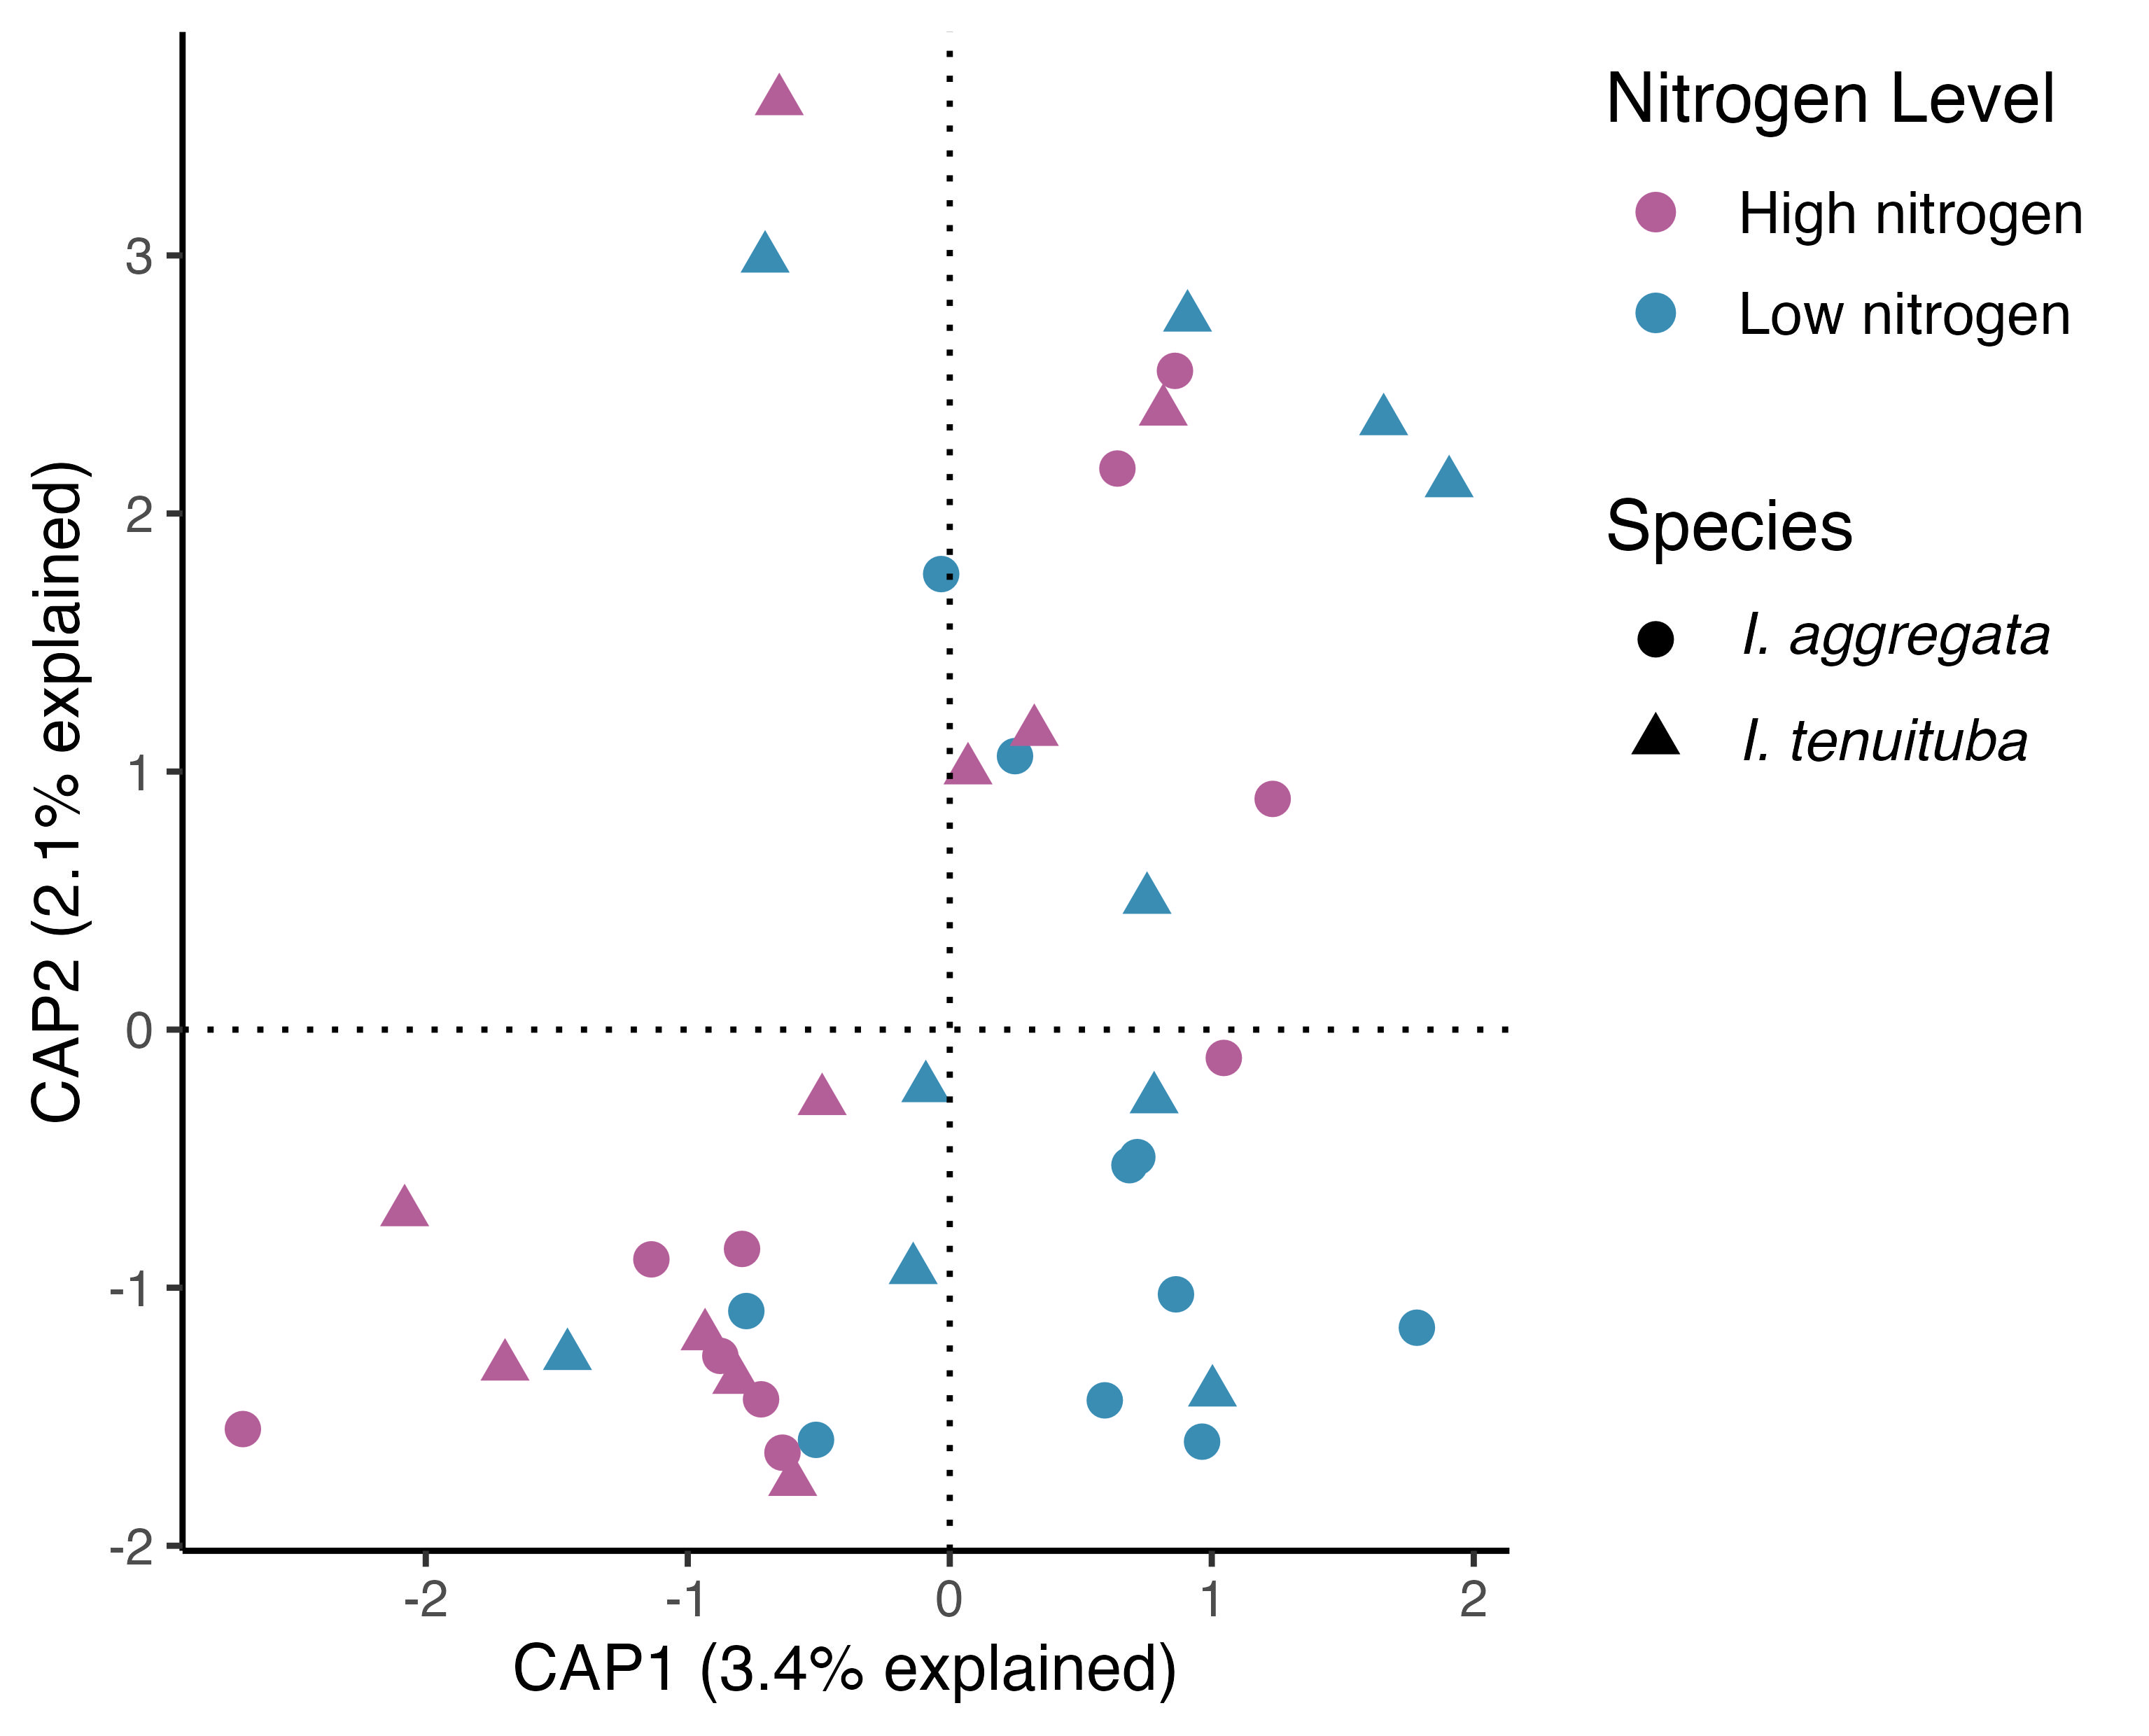 Nitrogen Level
High nitrogen
Low nitrogen
Species
I. aggregata
I. tenuituba
CAP2 (2.1% explained)
3
2
1
0
-1
-2
-2 -1 0 1 2
CAP1 (3.4% explained)